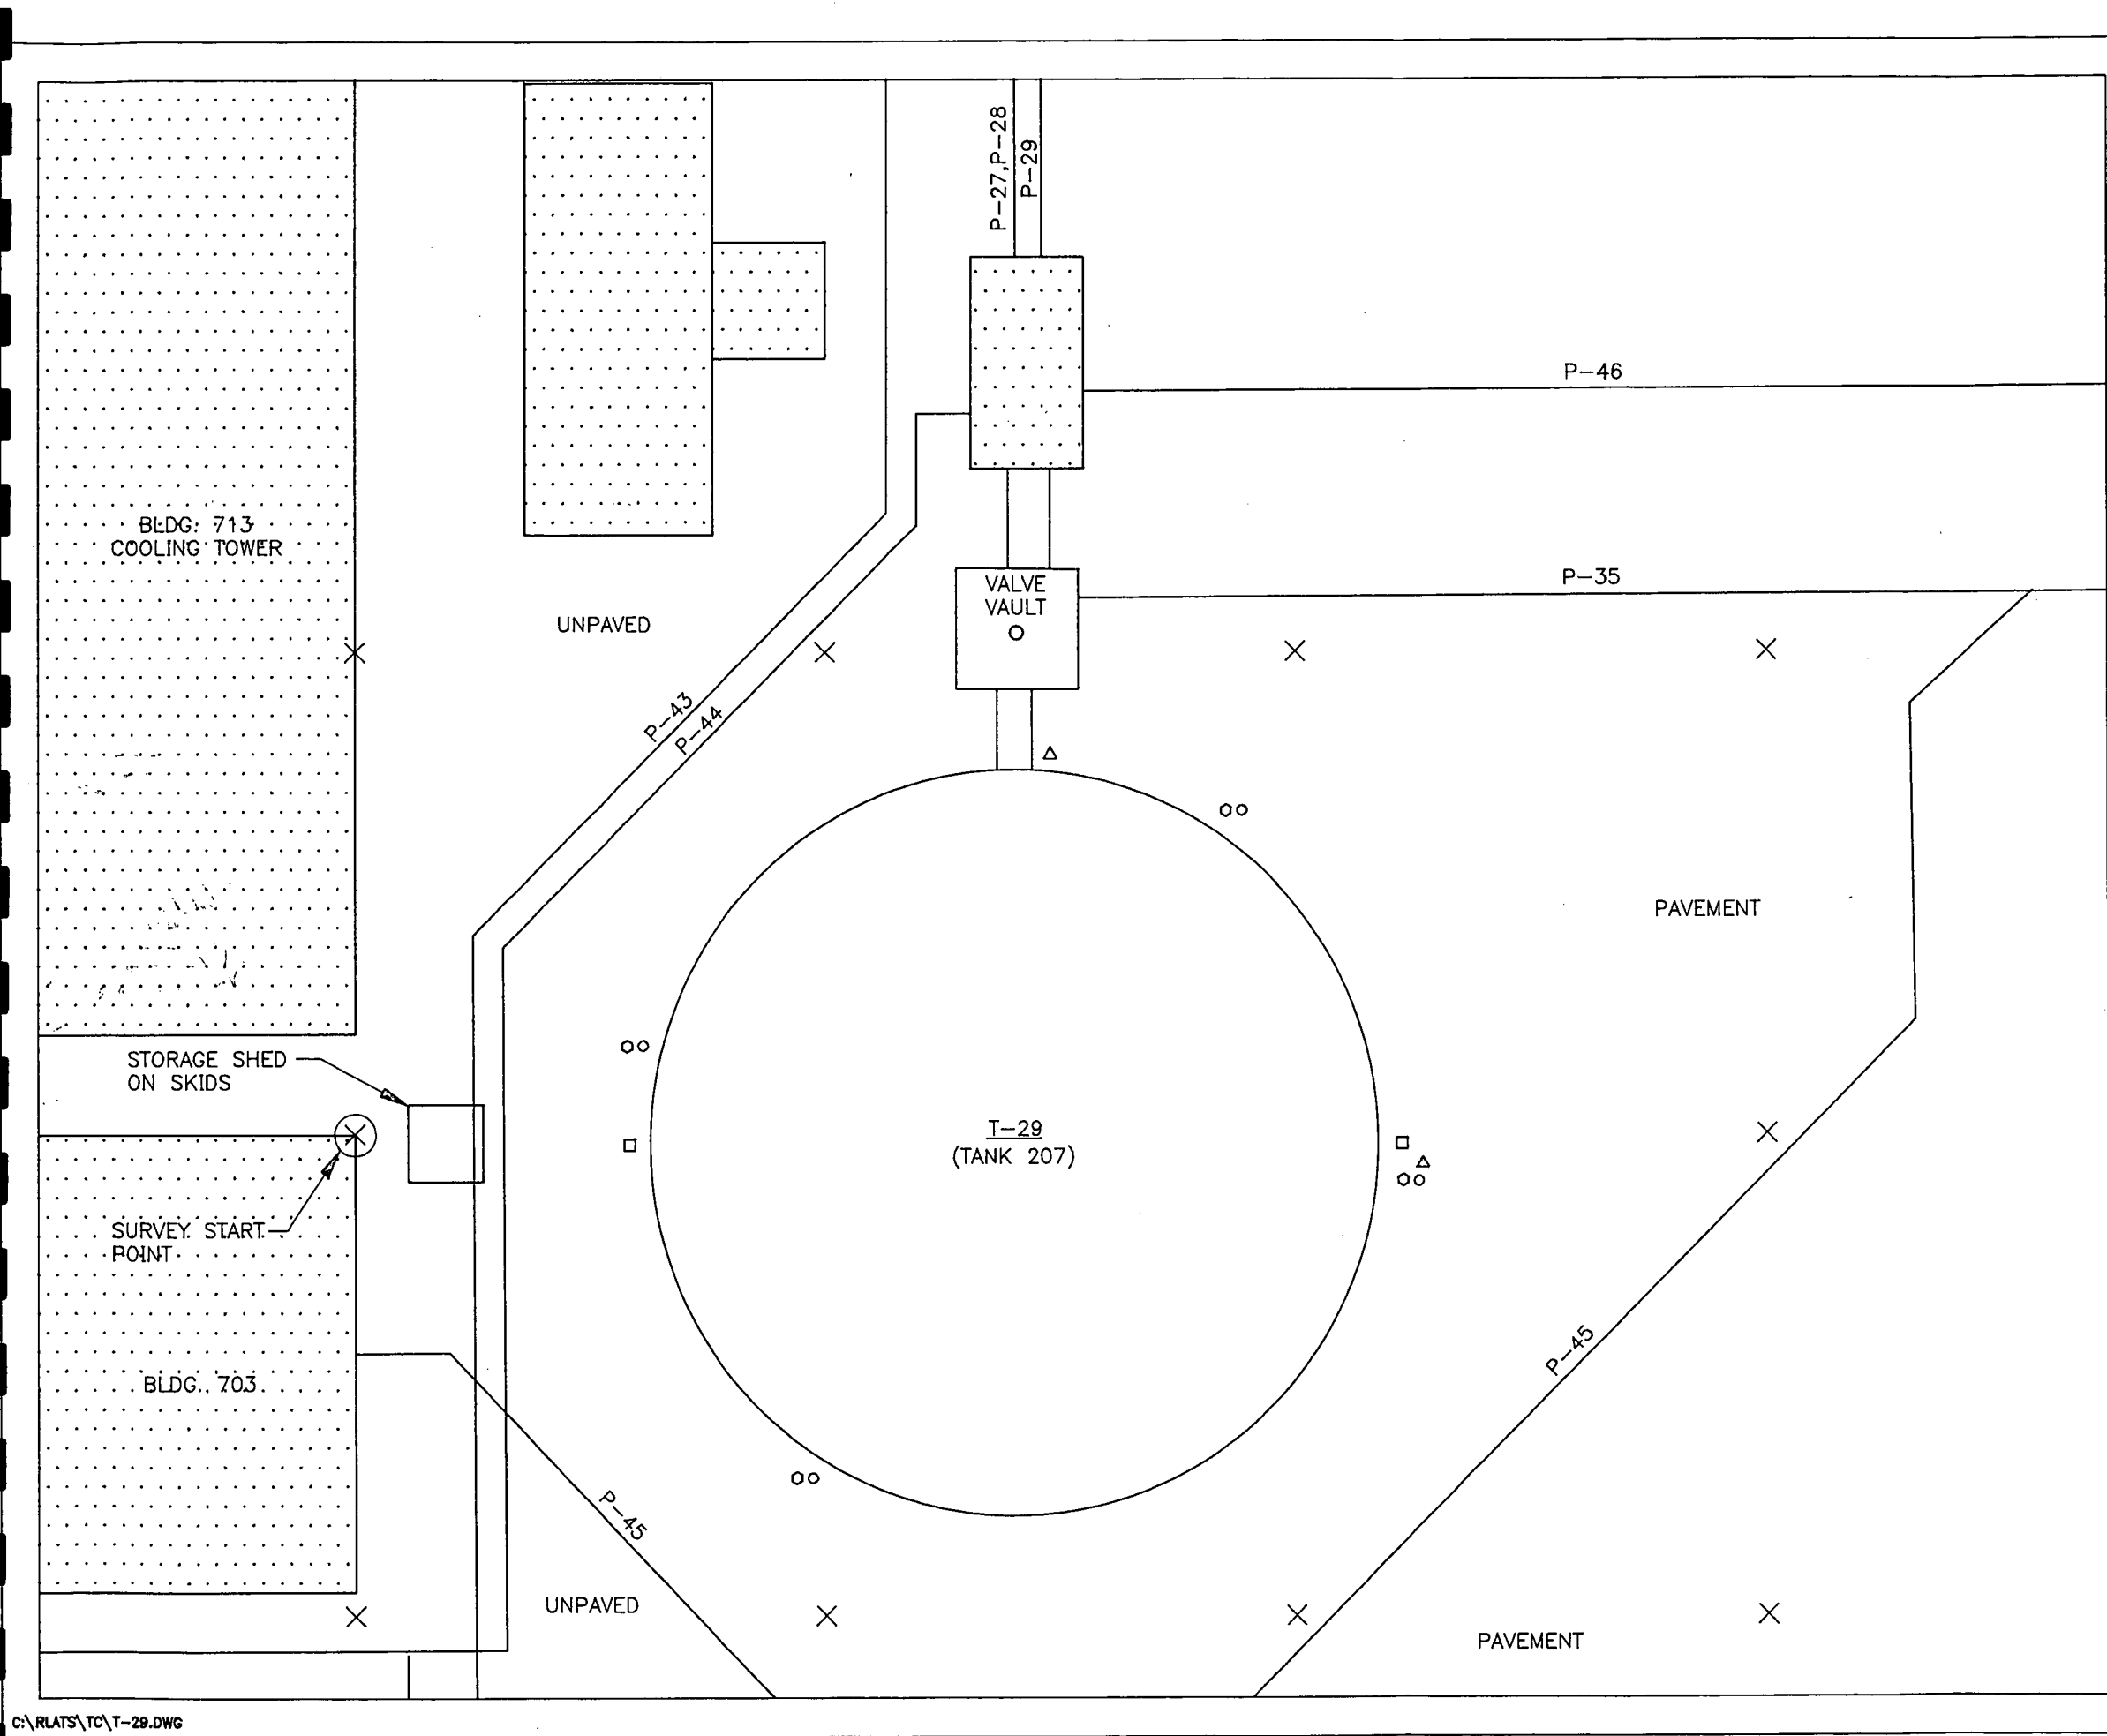 P-27,P-28
P-29
P-46
BLDG. 713
COOLING TOWER
VALVE
VAULT
P-35
UNPAVED
P-43
P-44
PAVEMENT
STORAGE SHED
ON SKIDS
T-29
(TANK 207)
SURVEY START
POINT
P-45
BLDG. 703
P-45
UNPAVED
PAVEMENT
C:\RLATS\TC\T-29.DWG